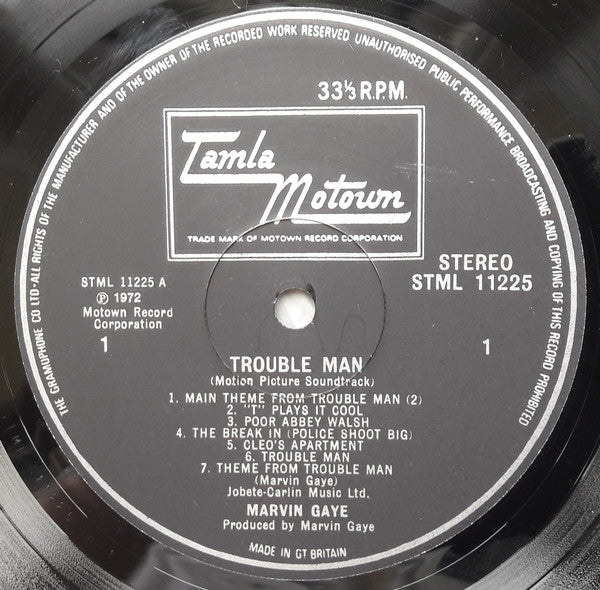 THE GRAMOPHONE CO LTD·ALL RIGHTS OF THE MANUFACTURER AND OF THE OWNER OF THE RECORDED WORK RESERVED UNAUTHORISED PUBLIC PERFORMANCE BROADCASTING AND COPYING OF THIS RECORD PROHIBITED
33⅓ R.P.M.
Tamla
Motown
TRADE MARK OF MOTOWN RECORD CORPORATION
STML 11225 A
Ⓟ 1972
Motown Record
Corporation
1
STEREO
STML 11225
1
TROUBLE MAN
(Motion Picture Soundtrack)
1. MAIN THEME FROM TROUBLE MAN (2)
2. "T" PLAYS IT COOL
3. POOR ABBEY WALSH
4. THE BREAK IN (POLICE SHOOT BIG)
5. CLEO'S APARTMENT
6. TROUBLE MAN
7. THEME FROM TROUBLE MAN
(Marvin Gaye)
Jobete-Carlin Music Ltd.
MARVIN GAYE
Produced by Marvin Gaye
MADE IN GT BRITAIN